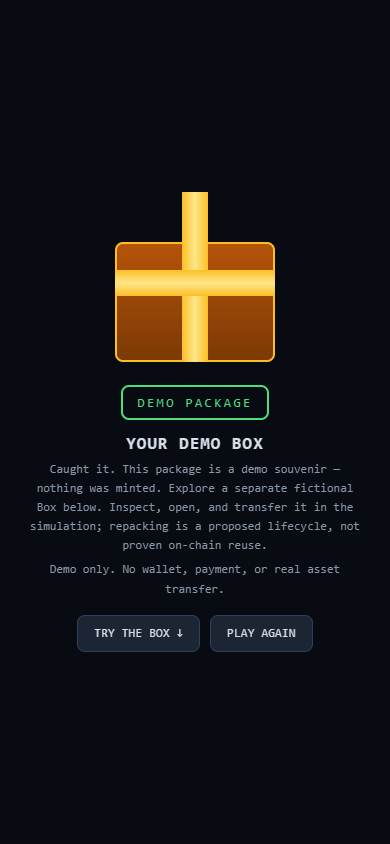 DEMO PACKAGE
YOUR DEMO BOX
Caught it. This package is a demo souvenir —
nothing was minted. Explore a separate fictional
Box below. Inspect, open, and transfer it in the
simulation; repacking is a proposed lifecycle, not
proven on-chain reuse.
Demo only. No wallet, payment, or real asset
transfer.
TRY THE BOX ↓ PLAY AGAIN